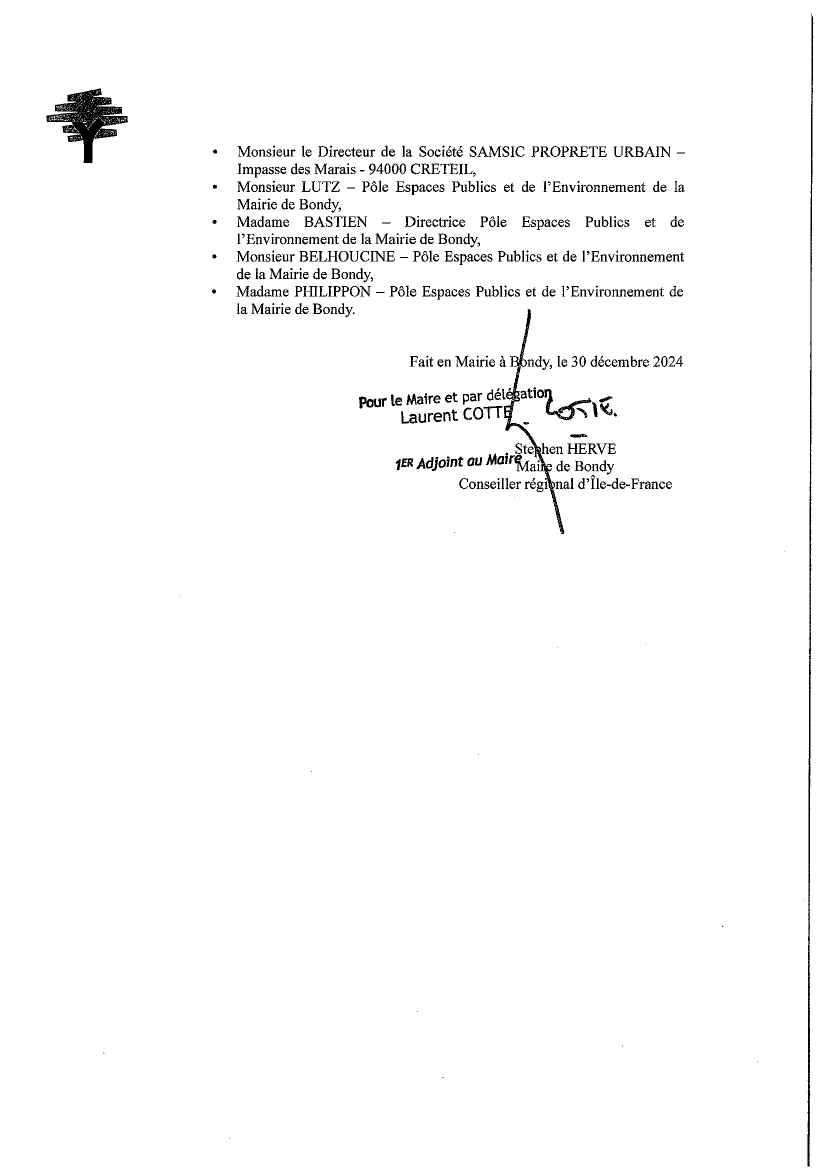 • Monsieur le Directeur de la Société SAMSIC PROPRETE URBAIN –
Impasse des Marais - 94000 CRETEIL,
• Monsieur LUTZ – Pôle Espaces Publics et de l’Environnement de la
Mairie de Bondy,
• Madame BASTIEN – Directrice Pôle Espaces Publics et de
l’Environnement de la Mairie de Bondy,
• Monsieur BELHOUCINE – Pôle Espaces Publics et de l’Environnement
de la Mairie de Bondy,
• Madame PHILIPPON – Pôle Espaces Publics et de l’Environnement de
la Mairie de Bondy.
Fait en Mairie à Bondy, le 30 décembre 2024
Pour le Maire et par délégation
Laurent COTTE
Stephen HERVE
1ER Adjoint au Maire
Maire de Bondy
Conseiller régional d’Île-de-France